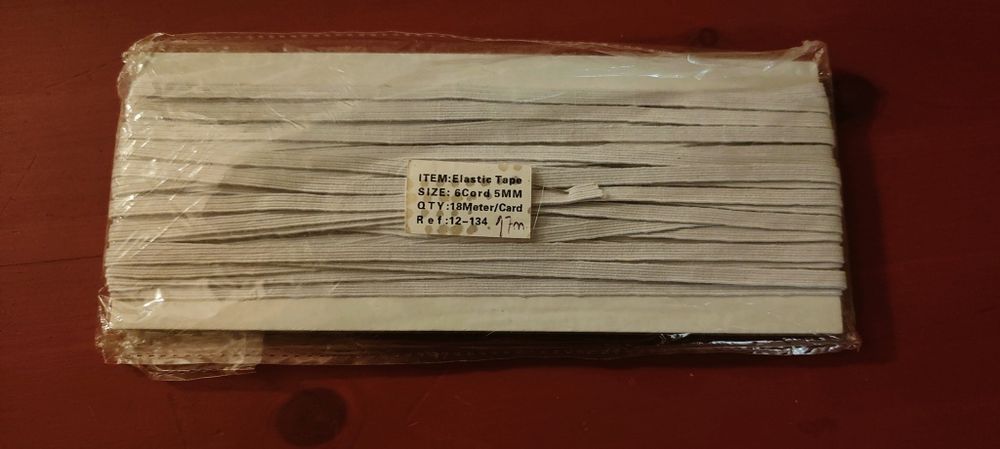 ITEM:Elastic Tape
SIZE: 6Cord 5MM
QTY:18Meter/Card
Ref:12-134 17m